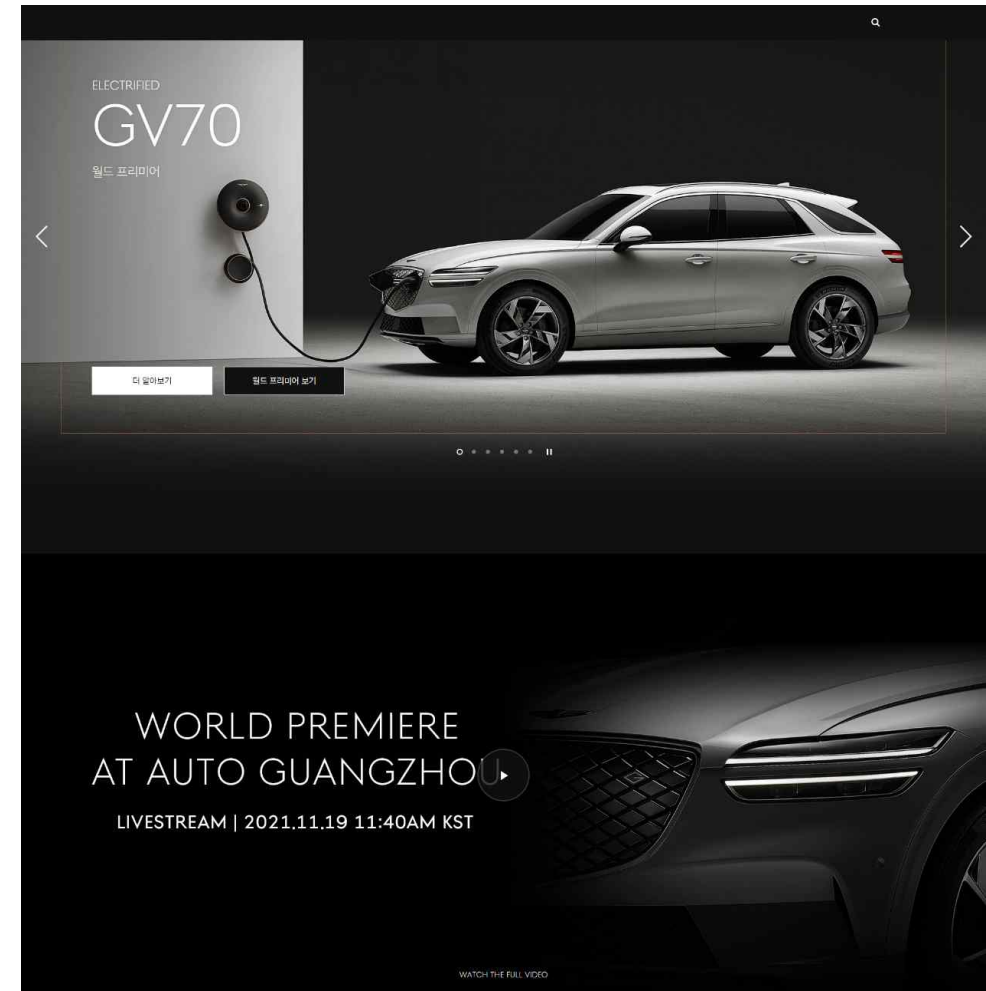 ELECTRIFIED
GV70
월드 프리미어
더 알아보기
월드 프리미어 보기
WORLD PREMIERE
AT AUTO GUANGZHOU
LIVESTREAM | 2021.11.19 11:40AM KST
WATCH THE FULL VIDEO